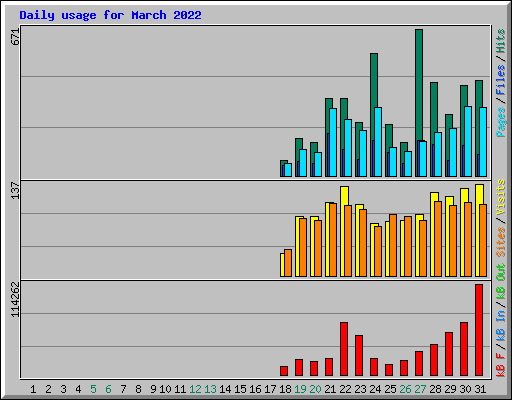 Daily usage for March 2022
671
137
114262
Pages / Files / Hits
Sites / Visits
kB F / kB In / kB Out
1 2 3 4 5 6 7 8 9 10 11 12 13 14 15 16 17 18 19 20 21 22 23 24 25 26 27 28 29 30 31